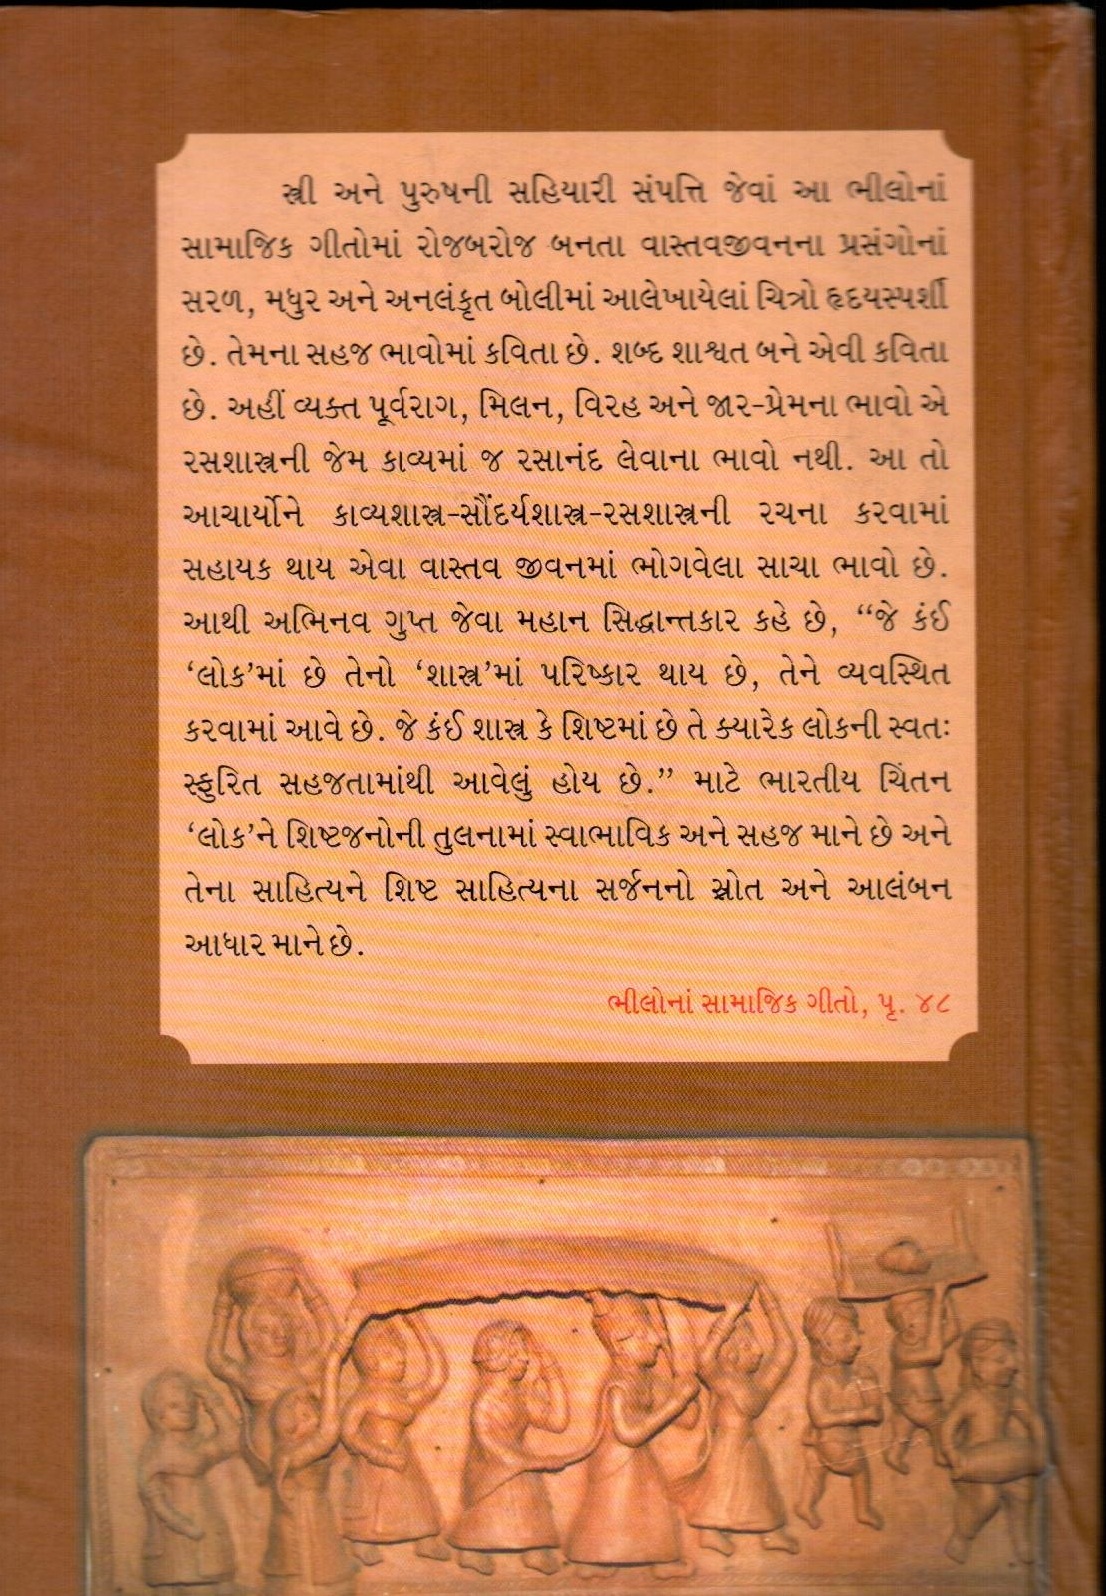 સ્ત્રી અને પુરુષની સહિયારી સંપત્તિ જેવાં આ ભીલોનાં
સામાજિક ગીતોમાં રોજબરોજ બનતા વાસ્તવજીવનના પ્રસંગોનાં
સરળ, મધુર અને અનલંકૃત બોલીમાં આલેખાયેલાં ચિત્રો હૃદયસ્પર્શી
છે. તેમના સહજ ભાવોમાં કવિતા છે. શબ્દ શાશ્વત બને એવી કવિતા
છે. અહીં વ્યક્ત પૂર્વરાગ, મિલન, વિરહ અને જાર-પ્રેમના ભાવો એ
રસશાસ્ત્રની જેમ કાવ્યમાં જ રસાનંદ લેવાના ભાવો નથી. આ તો
આચાર્યોને કાવ્યશાસ્ત્ર-સૌંદર્યશાસ્ત્ર-રસશાસ્ત્રની રચના કરવામાં
સહાયક થાય એવા વાસ્તવ જીવનમાં ભોગવેલા સાચા ભાવો છે.
આથી અભિનવ ગુપ્ત જેવા મહાન સિદ્ધાન્તકાર કહે છે, “જે કંઈ
‘લોક’માં છે તેનો ‘શાસ્ત્ર’માં પરિષ્કાર થાય છે, તેને વ્યવસ્થિત
કરવામાં આવે છે. જે કંઈ શાસ્ત્ર કે શિષ્ટમાં છે તે ક્યારેક લોકની સ્વતઃ
સ્ફુરિત સહજતામાંથી આવેલું હોય છે.” માટે ભારતીય ચિંતન
‘લોક’ને શિષ્ટજનોની તુલનામાં સ્વાભાવિક અને સહજ માને છે અને
તેના સાહિત્યને શિષ્ટ સાહિત્યના સર્જનનો સ્રોત અને આલંબન
આધાર માને છે.
ભીલોનાં સામાજિક ગીતો, પૃ. ૪૮